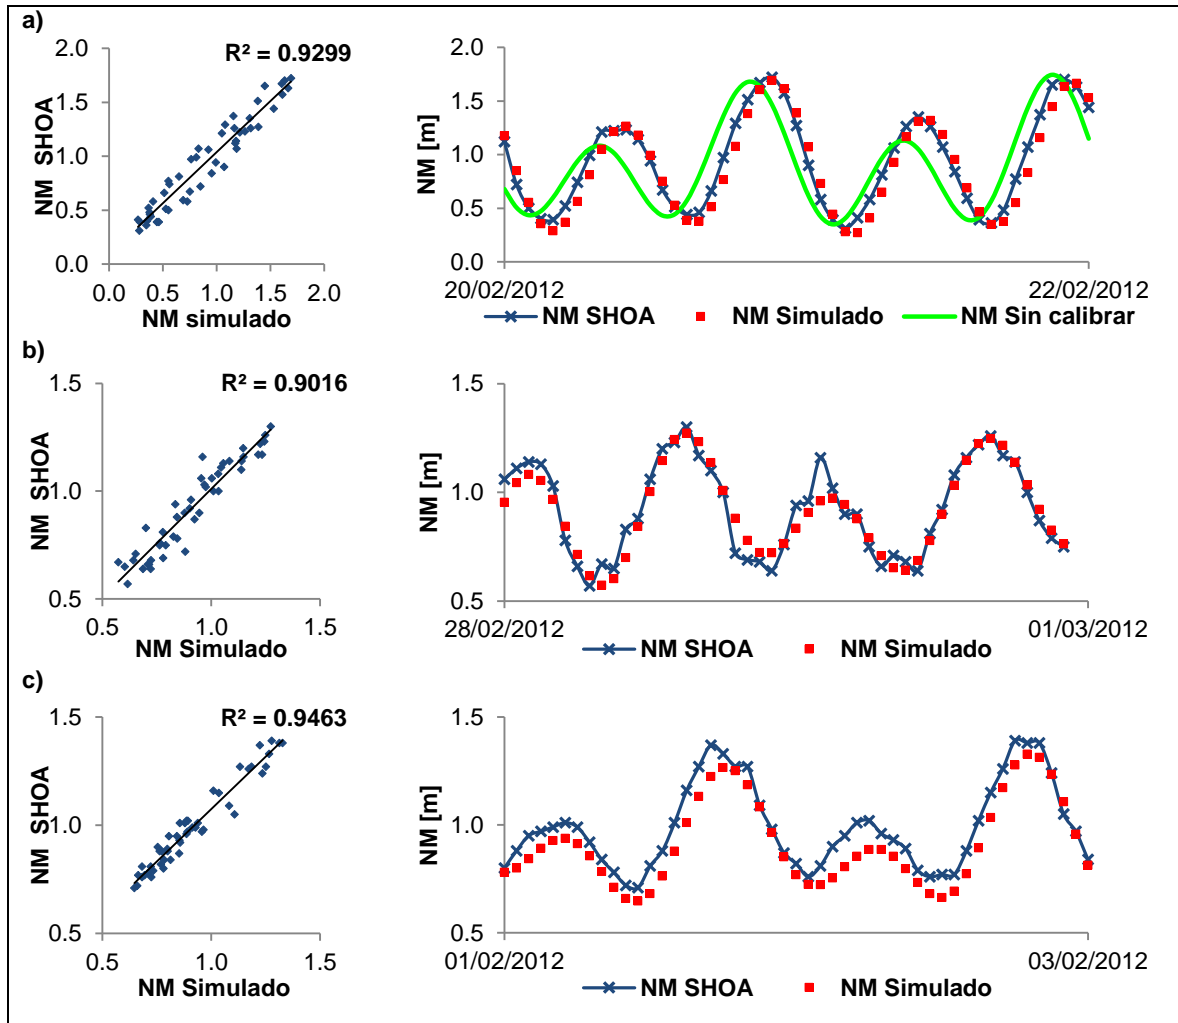 a)
R² = 0.9299
NM SHOA
2.0
1.5
1.0
0.5
0.0
0.0 0.5 1.0 1.5 2.0
NM simulado
NM [m]
2.0
1.5
1.0
0.5
0.0
20/02/2012 22/02/2012
NM SHOA NM Simulado NM Sin calibrar
b)
R² = 0.9016
NM SHOA
1.5
1.0
0.5
0.5 1.0 1.5
NM Simulado
NM [m]
1.5
1.0
0.5
28/02/2012 01/03/2012
NM SHOA NM Simulado
c)
R² = 0.9463
NM SHOA
1.5
1.0
0.5
0.5 1.0 1.5
NM Simulado
NM [m]
1.5
1.0
0.5
01/02/2012 03/02/2012
NM SHOA NM Simulado